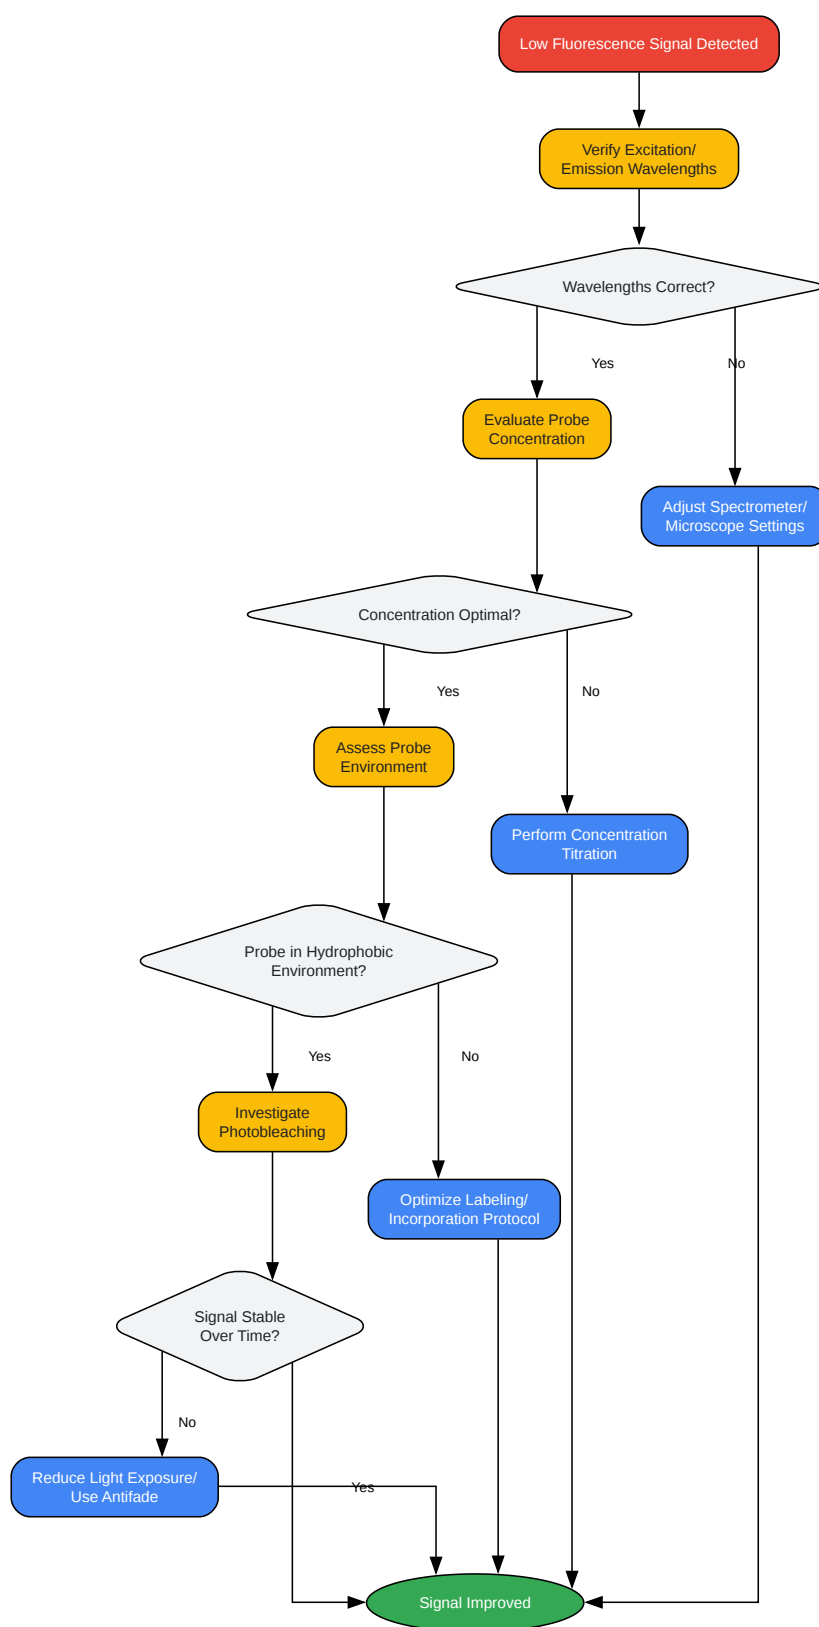 Low Fluorescence Signal Detected
Verify Excitation/
Emission Wavelengths
Wavelengths Correct?
Yes
No
Evaluate Probe
Concentration
Adjust Spectrometer/
Microscope Settings
Concentration Optimal?
Yes
No
Assess Probe
Environment
Perform Concentration
Titration
Probe in Hydrophobic
Environment?
Yes
No
Investigate
Photobleaching
Optimize Labeling/
Incorporation Protocol
Signal Stable
Over Time?
No
Reduce Light Exposure/
Use Antifade
Yes
Signal Improved